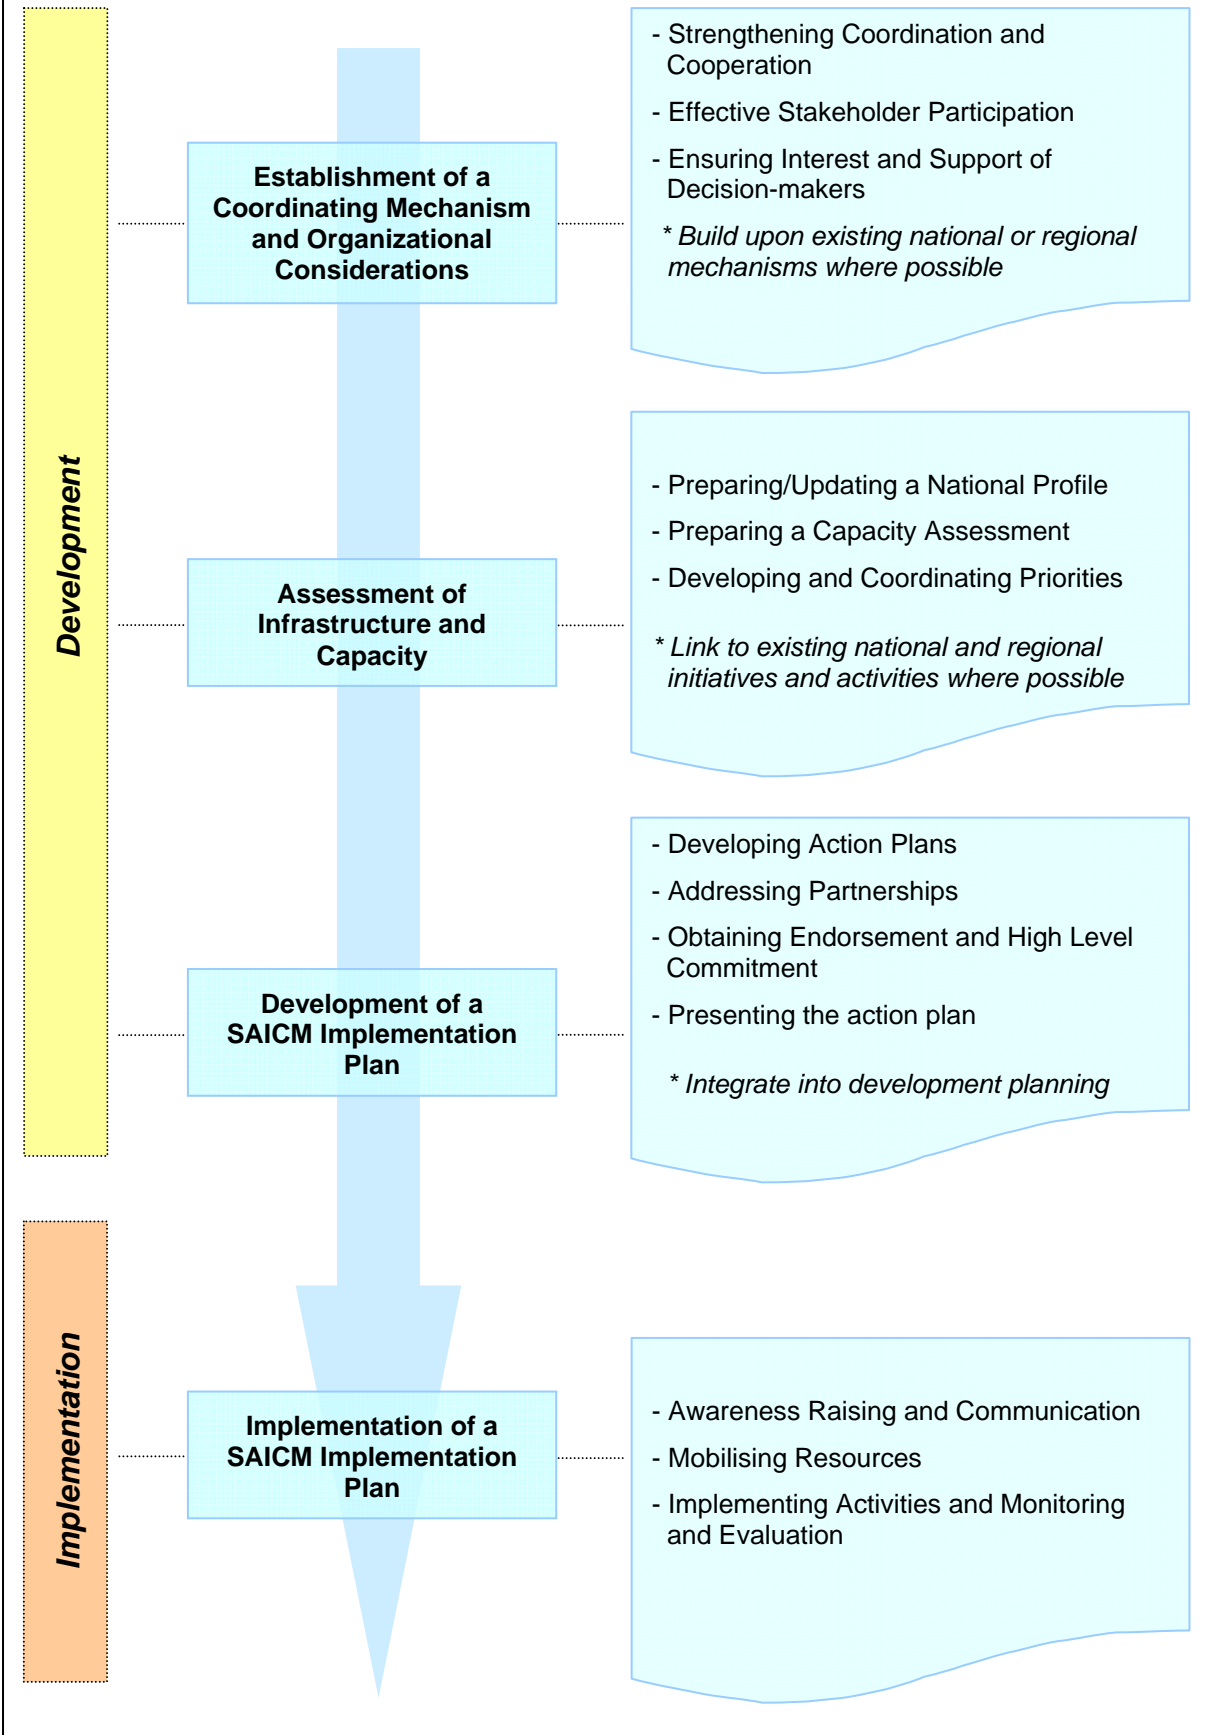 Development
Establishment of a
Coordinating Mechanism
and Organizational
Considerations
- Strengthening Coordination and
Cooperation
- Effective Stakeholder Participation
- Ensuring Interest and Support of
Decision-makers
* Build upon existing national or regional
mechanisms where possible
Assessment of
Infrastructure and
Capacity
- Preparing/Updating a National Profile
- Preparing a Capacity Assessment
- Developing and Coordinating Priorities
* Link to existing national and regional
initiatives and activities where possible
Development of a
SAICM Implementation
Plan
- Developing Action Plans
- Addressing Partnerships
- Obtaining Endorsement and High Level
Commitment
- Presenting the action plan
* Integrate into development planning
Implementation
Implementation of a
SAICM Implementation
Plan
- Awareness Raising and Communication
- Mobilising Resources
- Implementing Activities and Monitoring
and Evaluation